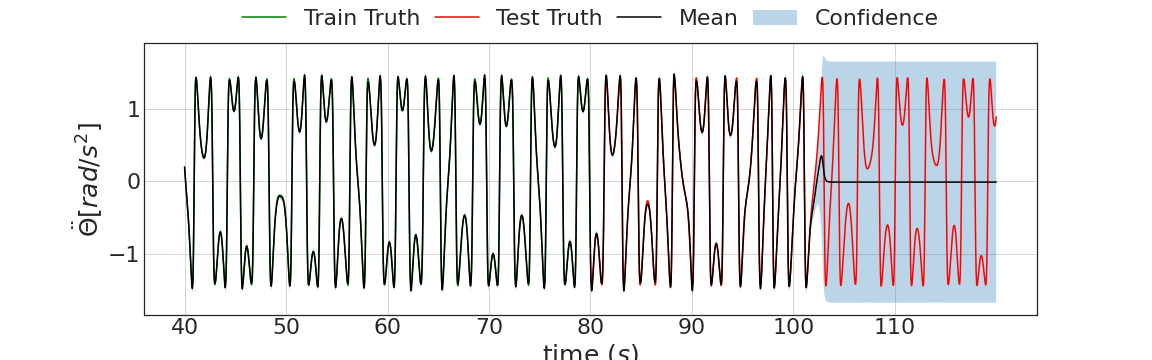 Train Truth Test Truth Mean Confidence
Θ̈[rad/s²]
1
0
−1
40 50 60 70 80 90 100 110
time (s)